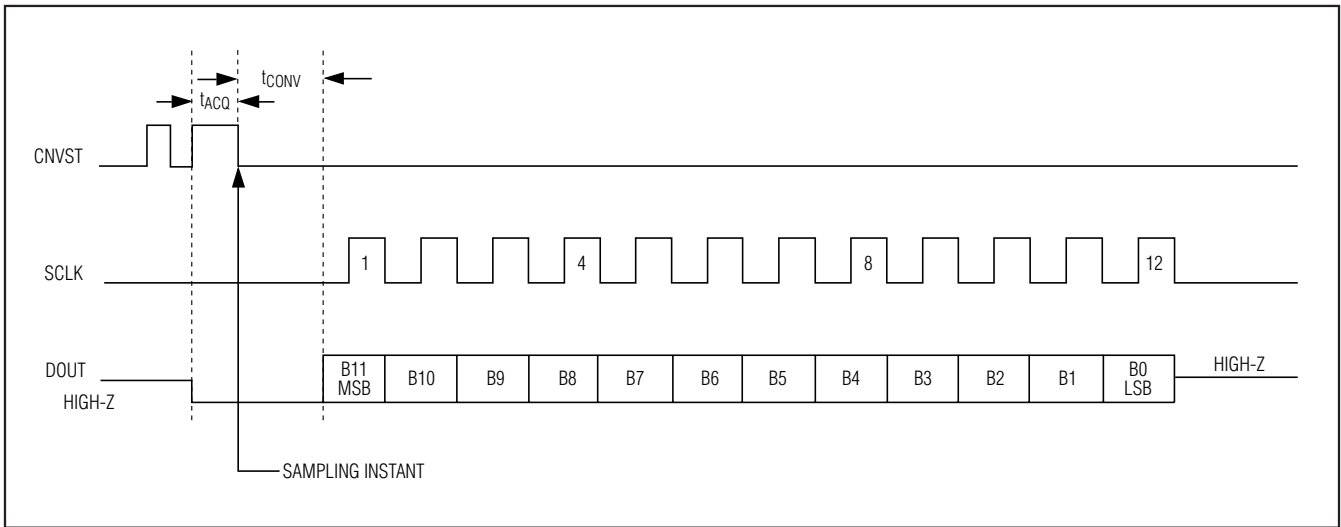 tCONV
tACQ
CNVST
SCLK
1
4
8
12
DOUT
HIGH-Z
B11
MSB
B10
B9
B8
B7
B6
B5
B4
B3
B2
B1
B0
LSB
HIGH-Z
SAMPLING INSTANT